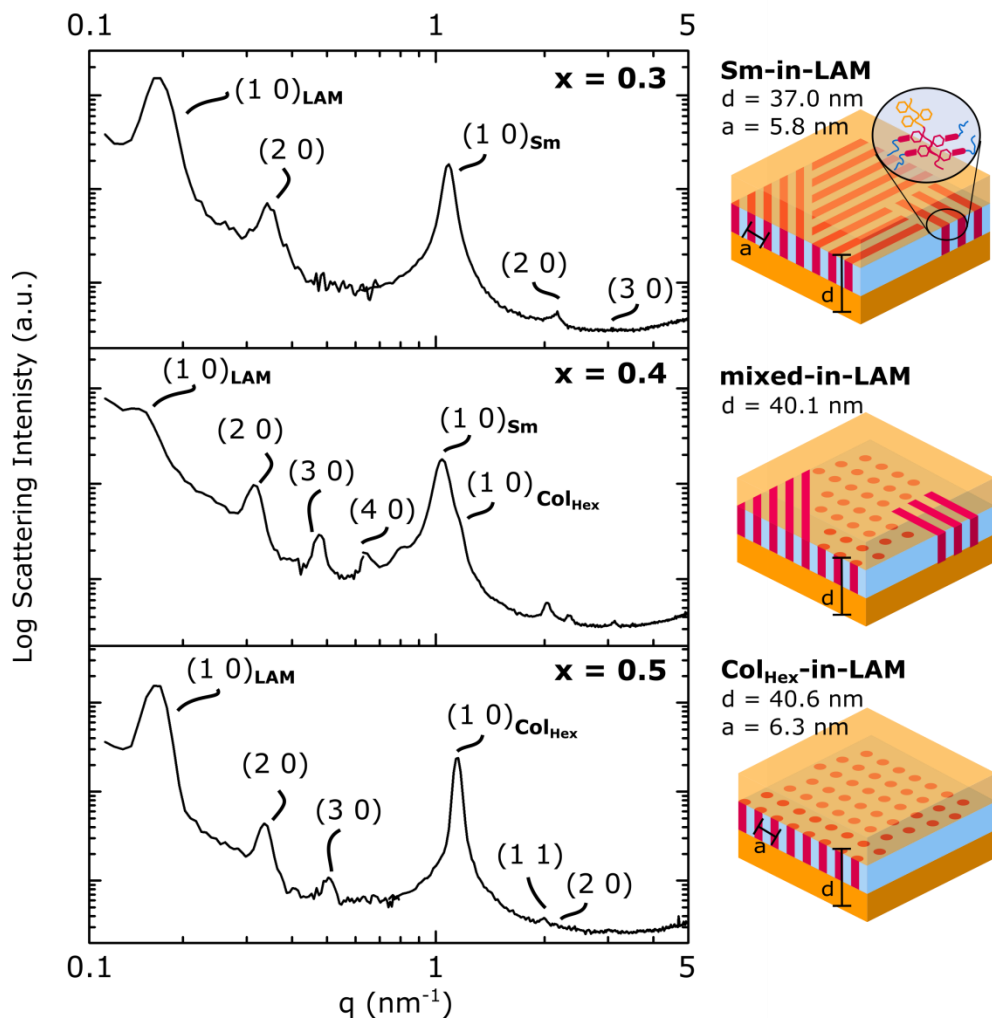 0.1 1 5
x = 0.3
(1 0)LAM
(2 0)
(1 0)Sm
(2 0)
(3 0)
Sm-in-LAM
d = 37.0 nm
a = 5.8 nm
a
d
Log Scattering Intenisty (a.u.)
x = 0.4
(1 0)LAM
(2 0)
(3 0)
(4 0)
(1 0)Sm
(1 0)ColHex
mixed-in-LAM
d = 40.1 nm
d
x = 0.5
(1 0)LAM
(2 0)
(3 0)
(1 0)ColHex
(1 1)
(2 0)
ColHex-in-LAM
d = 40.6 nm
a = 6.3 nm
a
d
0.1 1 5
q (nm⁻¹)